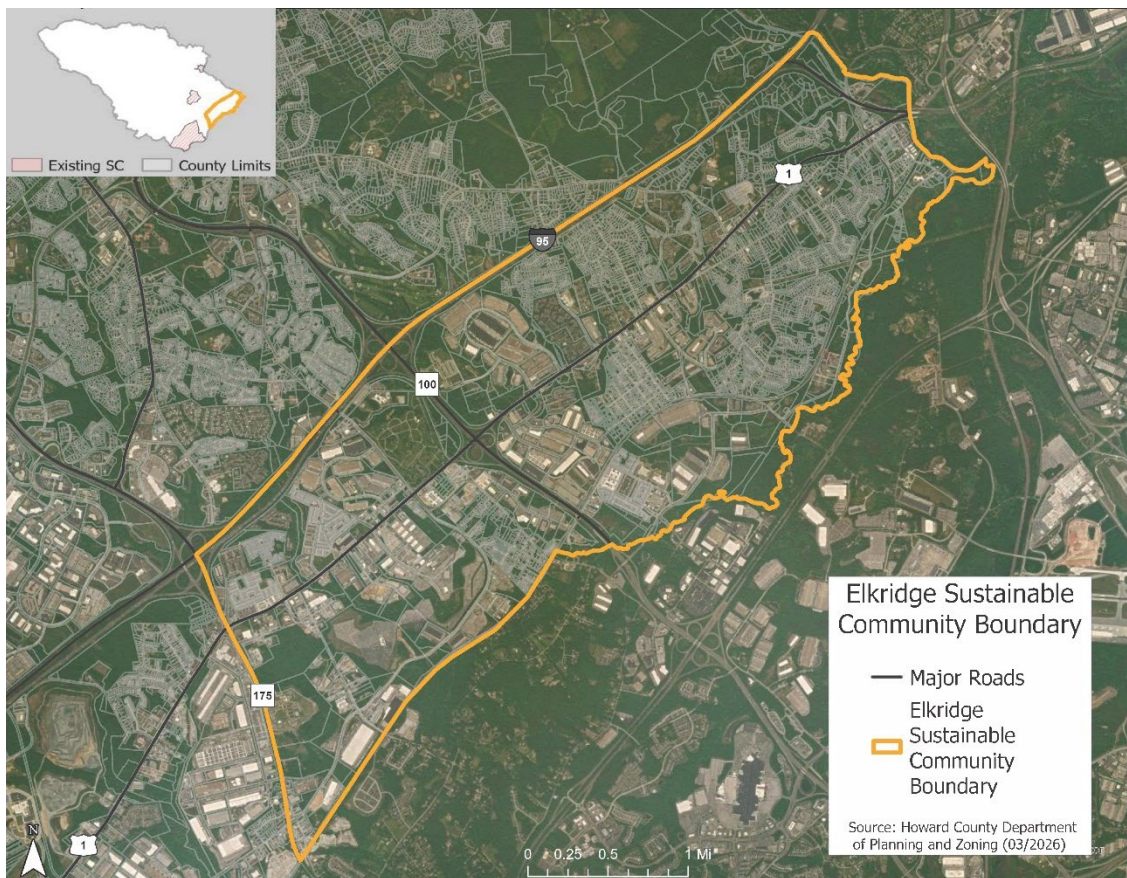 Existing SC
County Limits
1
95
100
175
1
N
0 0.25 0.5 1 Mi
Elkridge Sustainable
Community Boundary
Major Roads
Elkridge
Sustainable
Community
Boundary
Source: Howard County Department
of Planning and Zoning (03/2026)